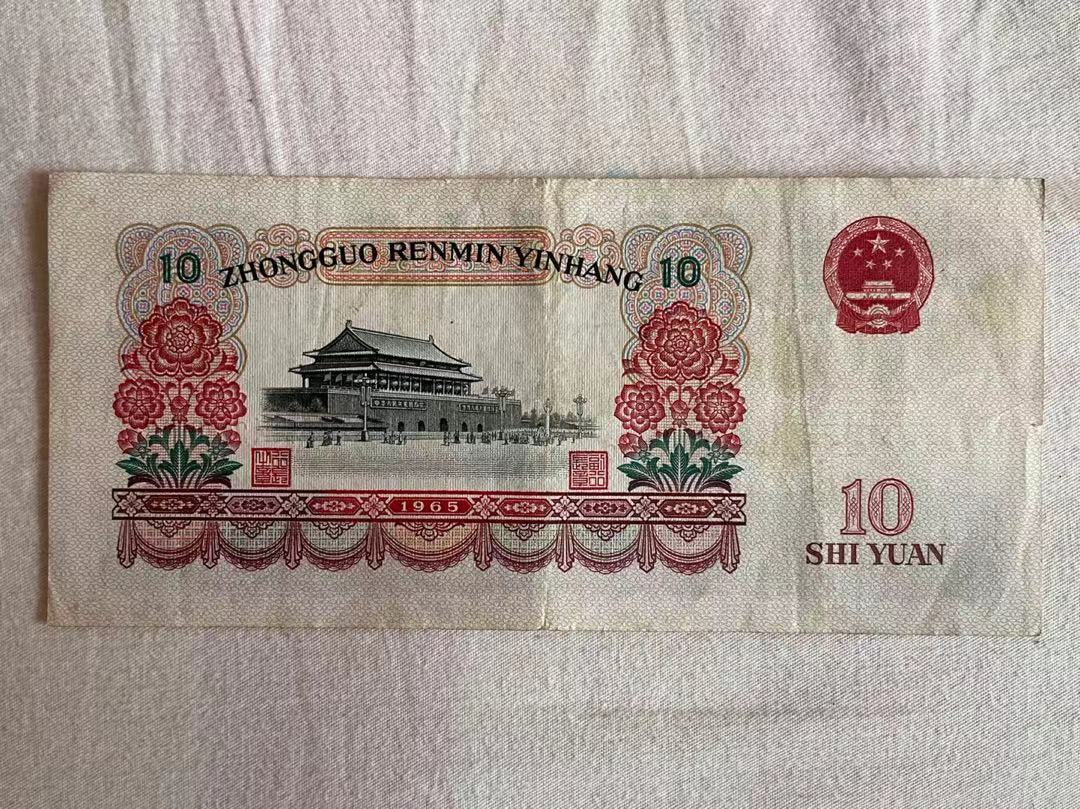 10 ZHONGGUO RENMIN YINHANG 10
1965
10
SHI YUAN